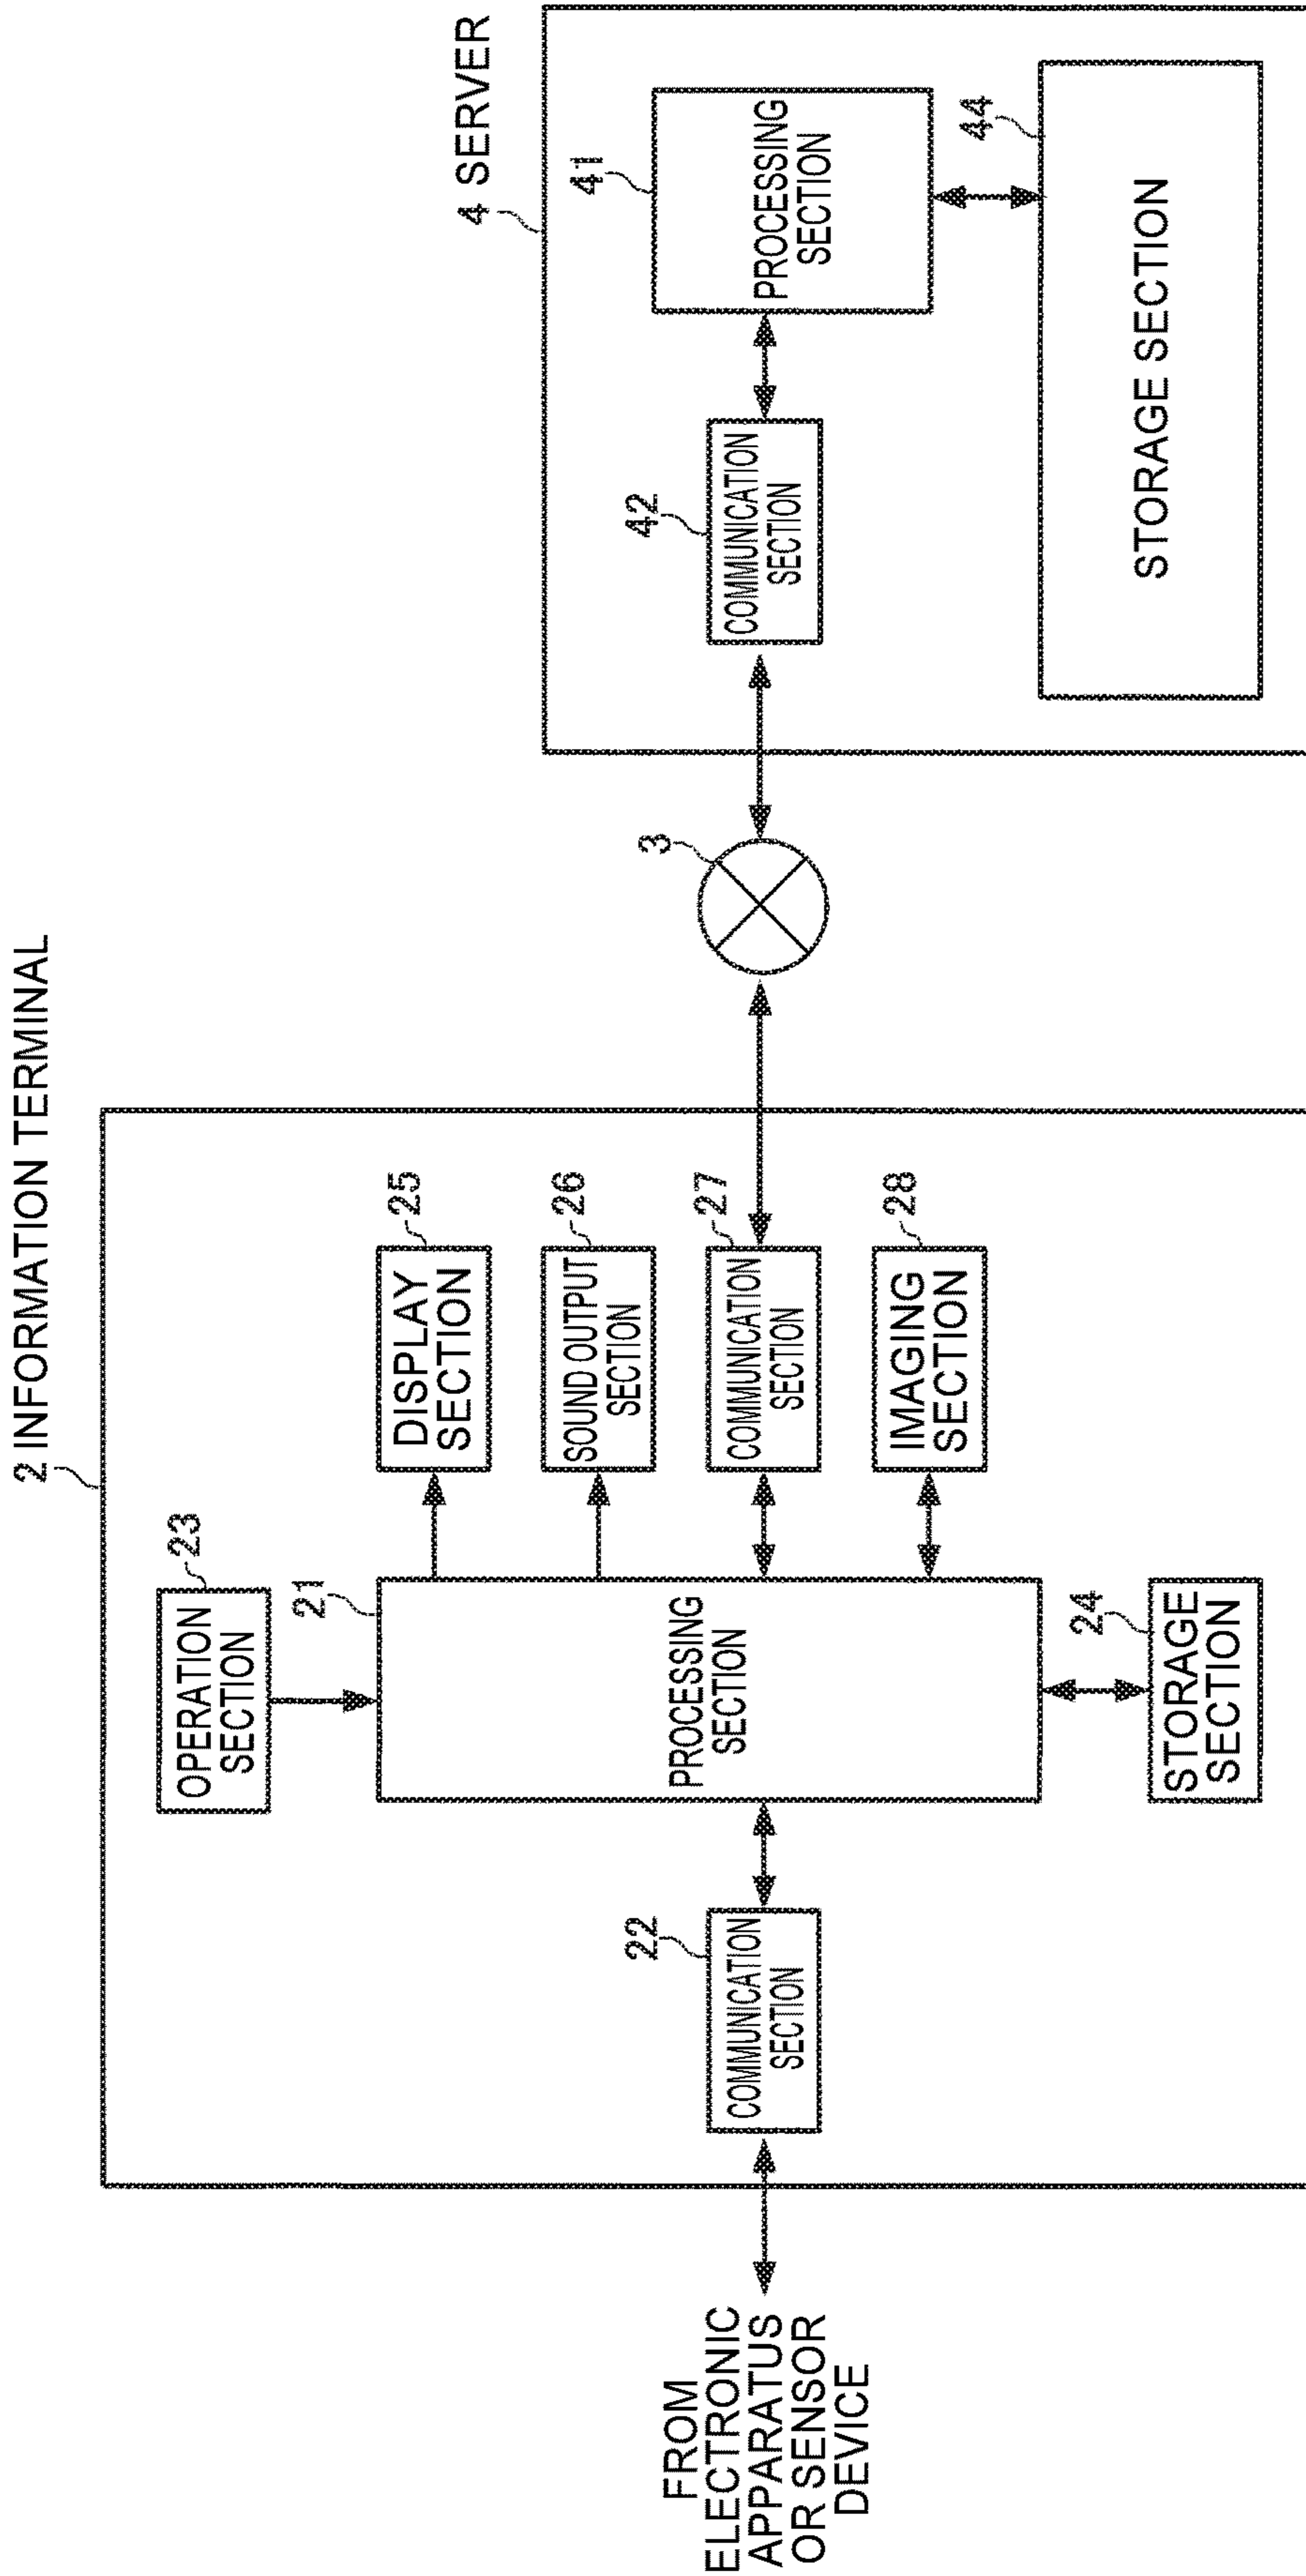 2 INFORMATION TERMINAL
23
OPERATION
SECTION
21
PROCESSING
SECTION
22
COMMUNICATION
SECTION
FROM
ELECTRONIC
APPARATUS
OR SENSOR
DEVICE
24
STORAGE
SECTION
25
DISPLAY
SECTION
26
SOUND OUTPUT
SECTION
27
COMMUNICATION
SECTION
28
IMAGING
SECTION
3
4 SERVER
42
COMMUNICATION
SECTION
41
PROCESSING
SECTION
44
STORAGE SECTION